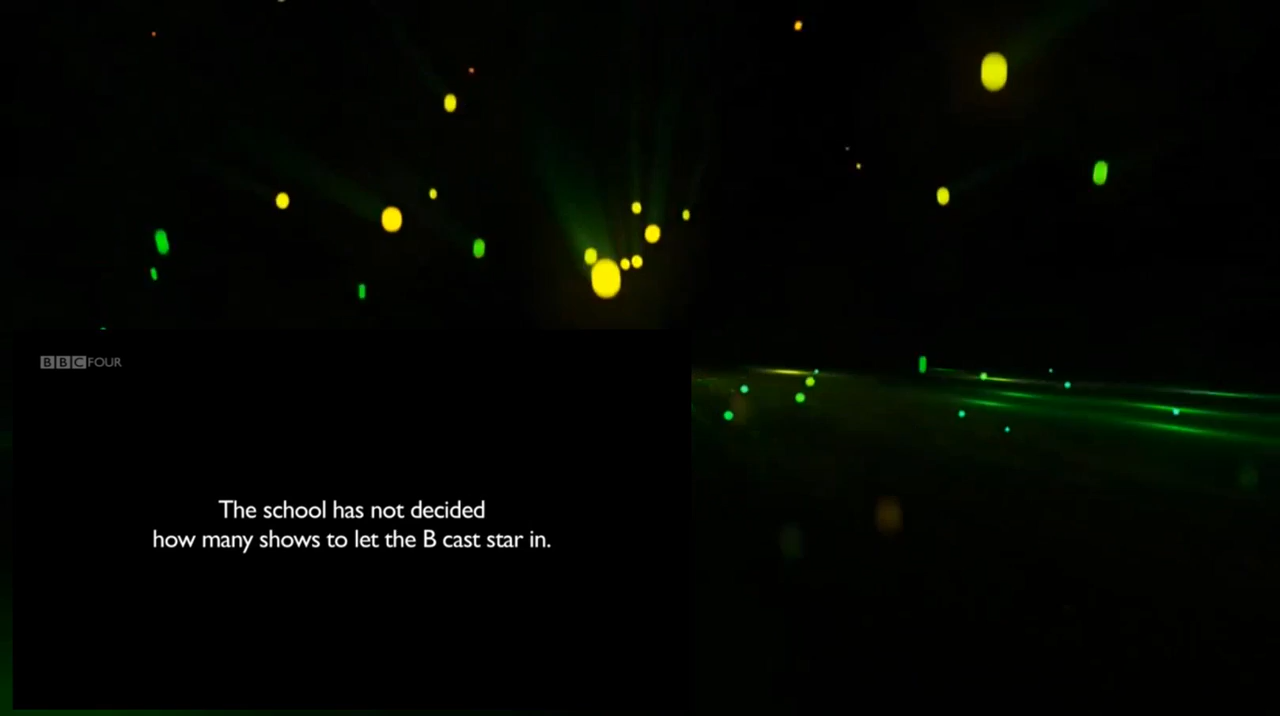 BBC FOUR
The school has not decided
how many shows to let the B cast star in.